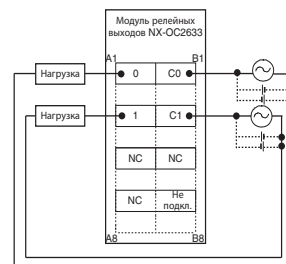 Модуль релейных
выходов NX-OC2633
A1 B1
Нагрузка 0 C0
Нагрузка 1 C1
NC NC
NC Не
подкл.
A8 B8